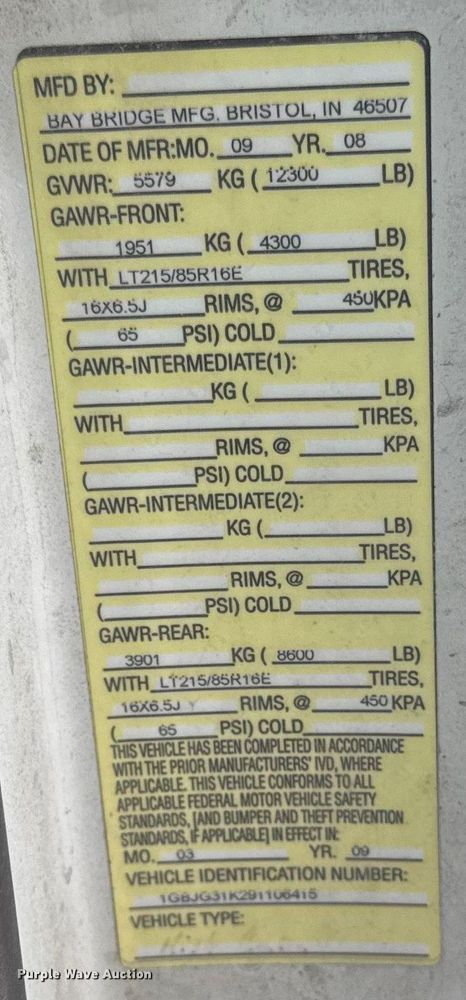 MFD BY:
BAY BRIDGE MFG. BRISTOL, IN 46507
DATE OF MFR:MO. 09 YR. 08
GVWR: 5579 KG ( 12300 LB)
GAWR-FRONT:
1951 KG ( 4300 LB)
WITH LT215/85R16E TIRES,
16X6.5J RIMS, @ 450 KPA
( 65 PSI) COLD
GAWR-INTERMEDIATE(1):
KG ( LB)
WITH TIRES,
RIMS, @ KPA
( PSI) COLD
GAWR-INTERMEDIATE(2):
KG ( LB)
WITH TIRES,
RIMS, @ KPA
( PSI) COLD
GAWR-REAR:
3901 KG ( 8600 LB)
WITH LT215/85R16E TIRES,
16X6.5J RIMS, @ 450 KPA
( 65 PSI) COLD
THIS VEHICLE HAS BEEN COMPLETED IN ACCORDANCE
WITH THE PRIOR MANUFACTURERS' IVD, WHERE
APPLICABLE. THIS VEHICLE CONFORMS TO ALL
APPLICABLE FEDERAL MOTOR VEHICLE SAFETY
STANDARDS, [AND BUMPER AND THEFT PREVENTION
STANDARDS, IF APPLICABLE] IN EFFECT IN:
MO. 03 YR. 09
VEHICLE IDENTIFICATION NUMBER:
1GBJG31K291106415
VEHICLE TYPE:
Purple Wave Auction